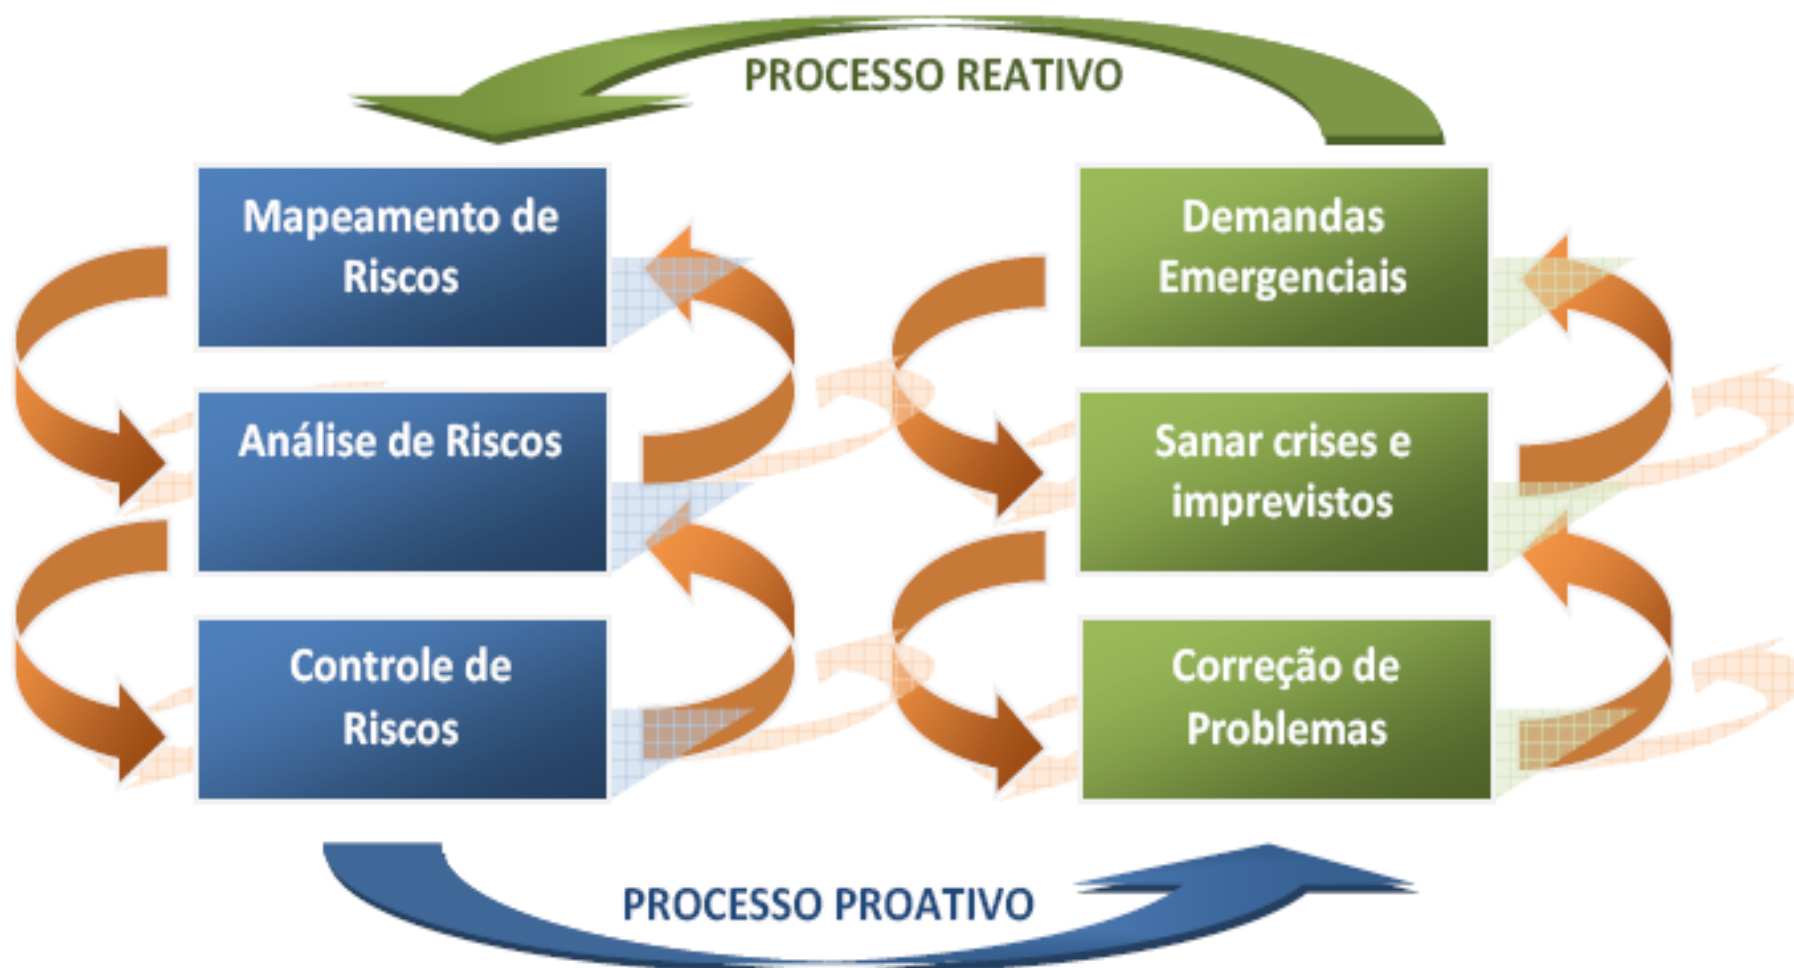 PROCESSO REATIVO
Mapeamento de
Riscos
Análise de Riscos
Controle de
Riscos
Demandas
Emergenciais
Sanar crises e
imprevistos
Correção de
Problemas
PROCESSO PROATIVO